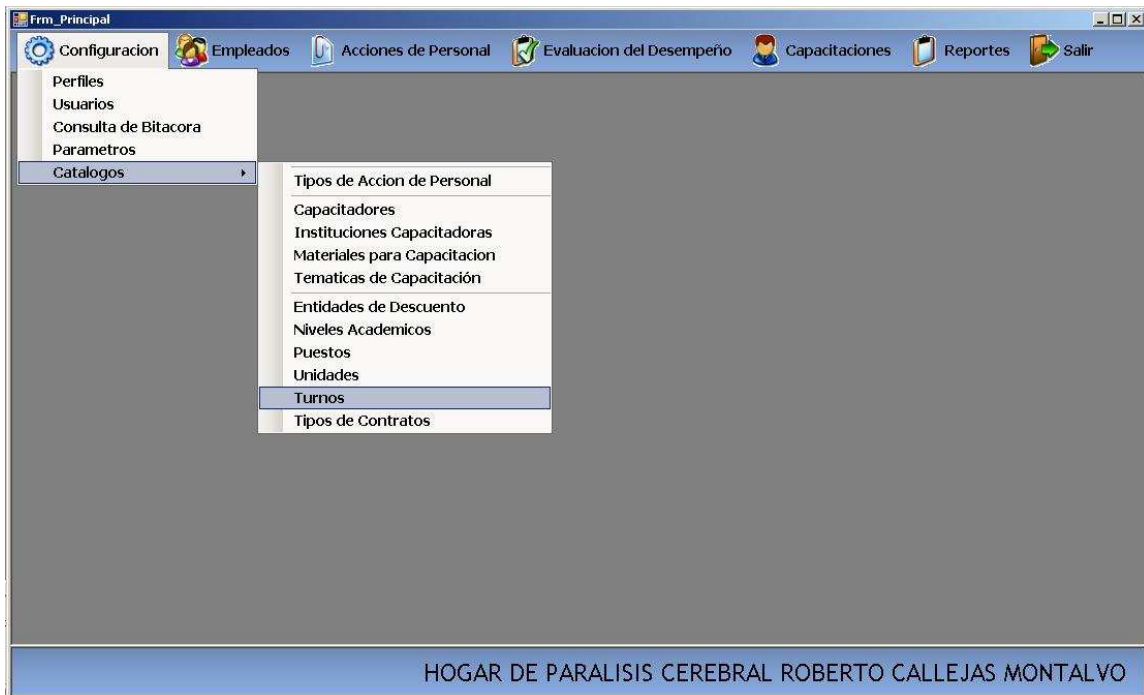 Frm_Principal
Configuracion Empleados Acciones de Personal Evaluacion del Desempeño Capacitaciones Reportes Salir
Perfiles
Usuarios
Consulta de Bitacora
Parametros
Catalogos
Tipos de Accion de Personal
Capacitadores
Instituciones Capacitadoras
Materiales para Capacitacion
Tematicas de Capacitación
Entidades de Descuento
Niveles Academicos
Puestos
Unidades
Turnos
Tipos de Contratos
HOGAR DE PARALISIS CEREBRAL ROBERTO CALLEJAS MONTALVO